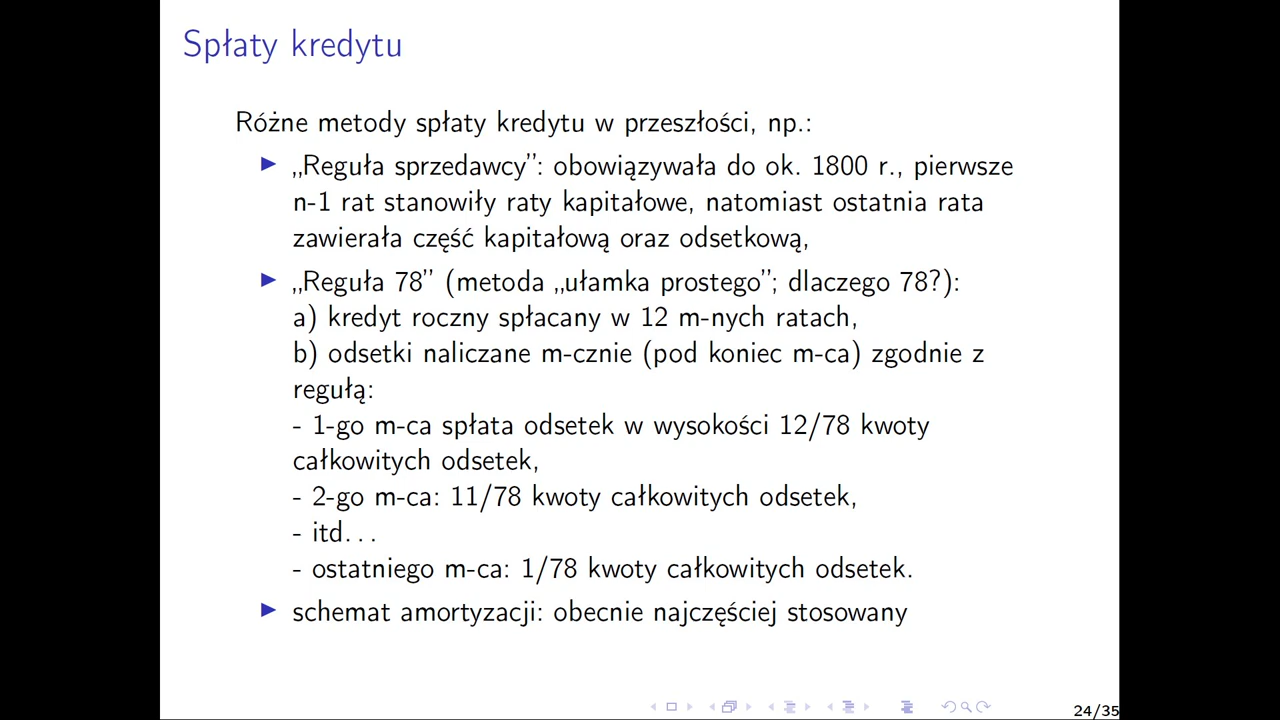 Spłaty kredytu
Różne metody spłaty kredytu w przeszłości, np.:
„Reguła sprzedawcy”: obowiązywała do ok. 1800 r., pierwsze
n-1 rat stanowiły raty kapitałowe, natomiast ostatnia rata
zawierała część kapitałową oraz odsetkową,
„Reguła 78” (metoda „ułamka prostego”; dlaczego 78?):
a) kredyt roczny spłacany w 12 m-nych ratach,
b) odsetki naliczane m-cznie (pod koniec m-ca) zgodnie z
regułą:
- 1-go m-ca spłata odsetek w wysokości 12/78 kwoty
całkowitych odsetek,
- 2-go m-ca: 11/78 kwoty całkowitych odsetek,
- itd...
- ostatniego m-ca: 1/78 kwoty całkowitych odsetek.
schemat amortyzacji: obecnie najczęściej stosowany
24/35